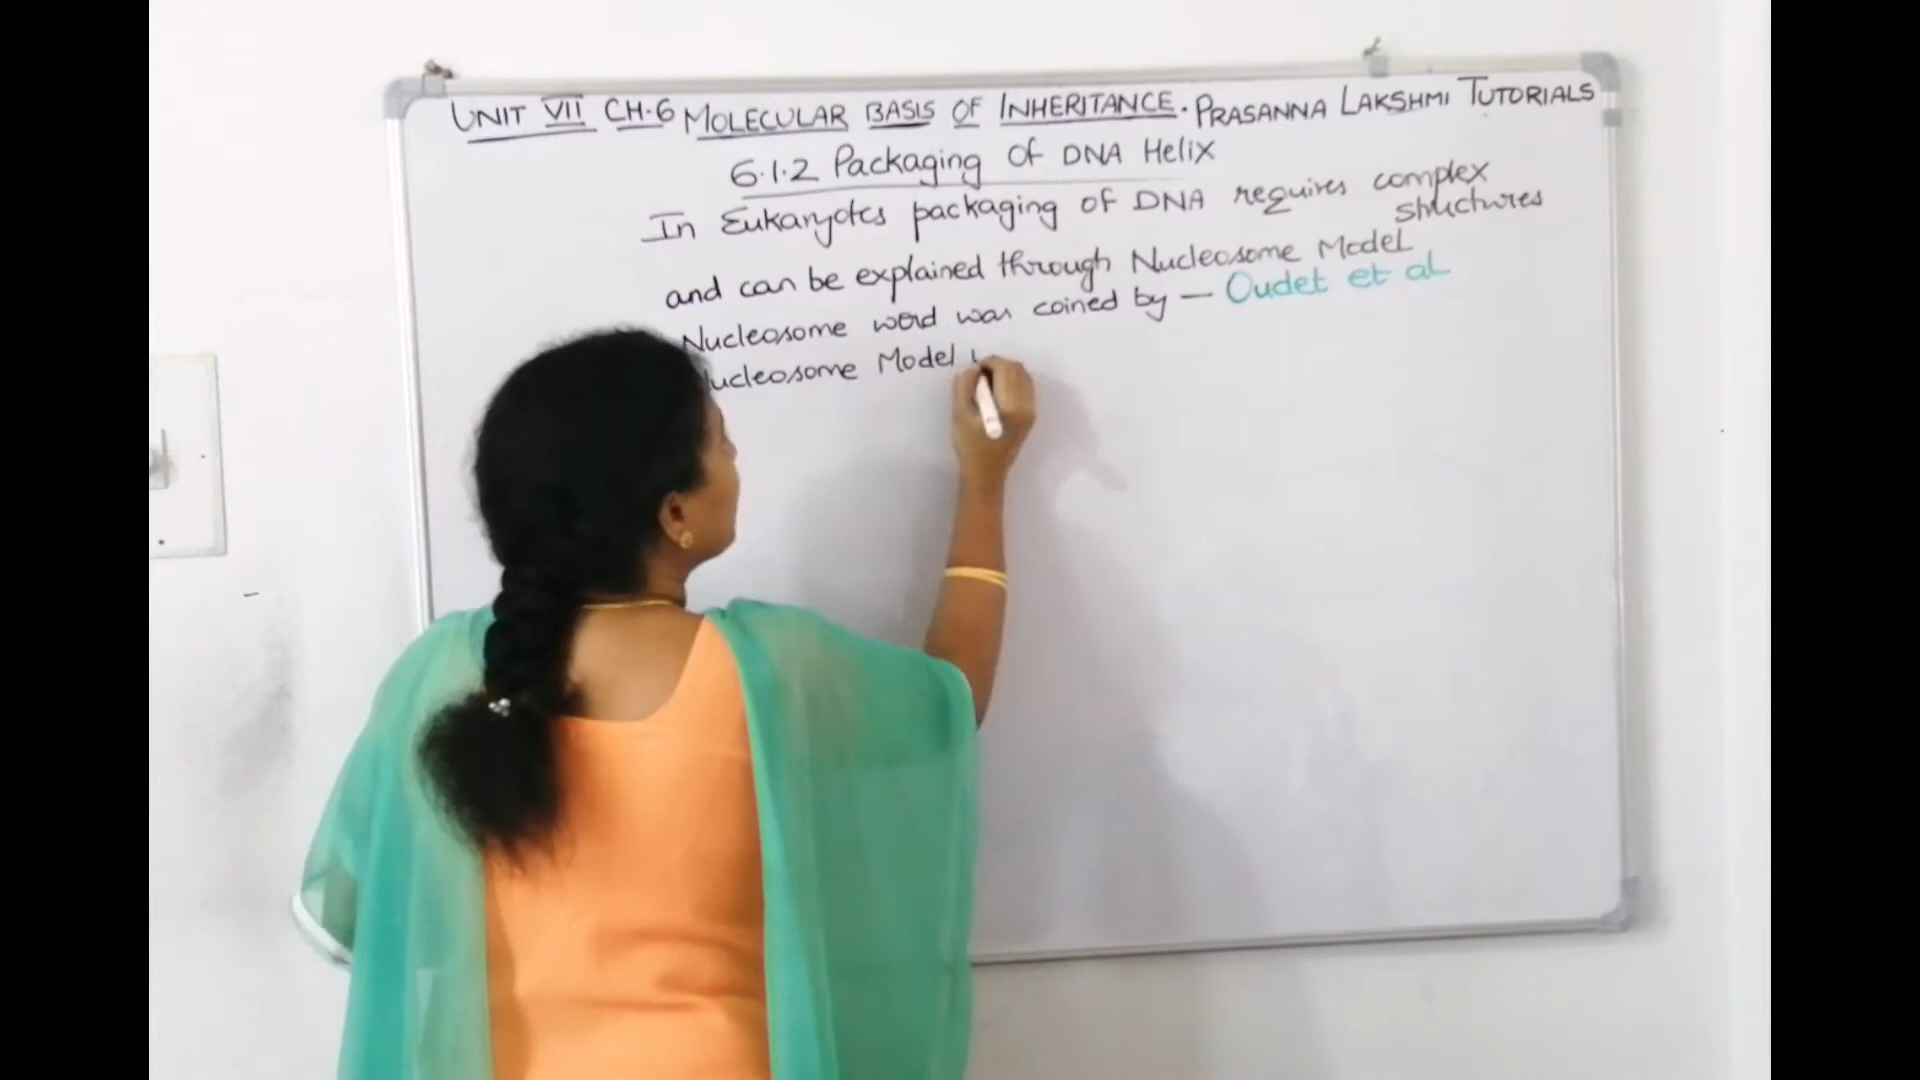 UNIT VII CH-6 MOLECULAR BASIS OF INHERITANCE. PRASANNA LAKSHMI TUTORIALS
6.1.2 Packaging of DNA Helix
In Eukaryotes packaging of DNA requires complex
structures
and can be explained through Nucleosome Model
Nucleosome word was coined by — Oudet et al
Nucleosome Model